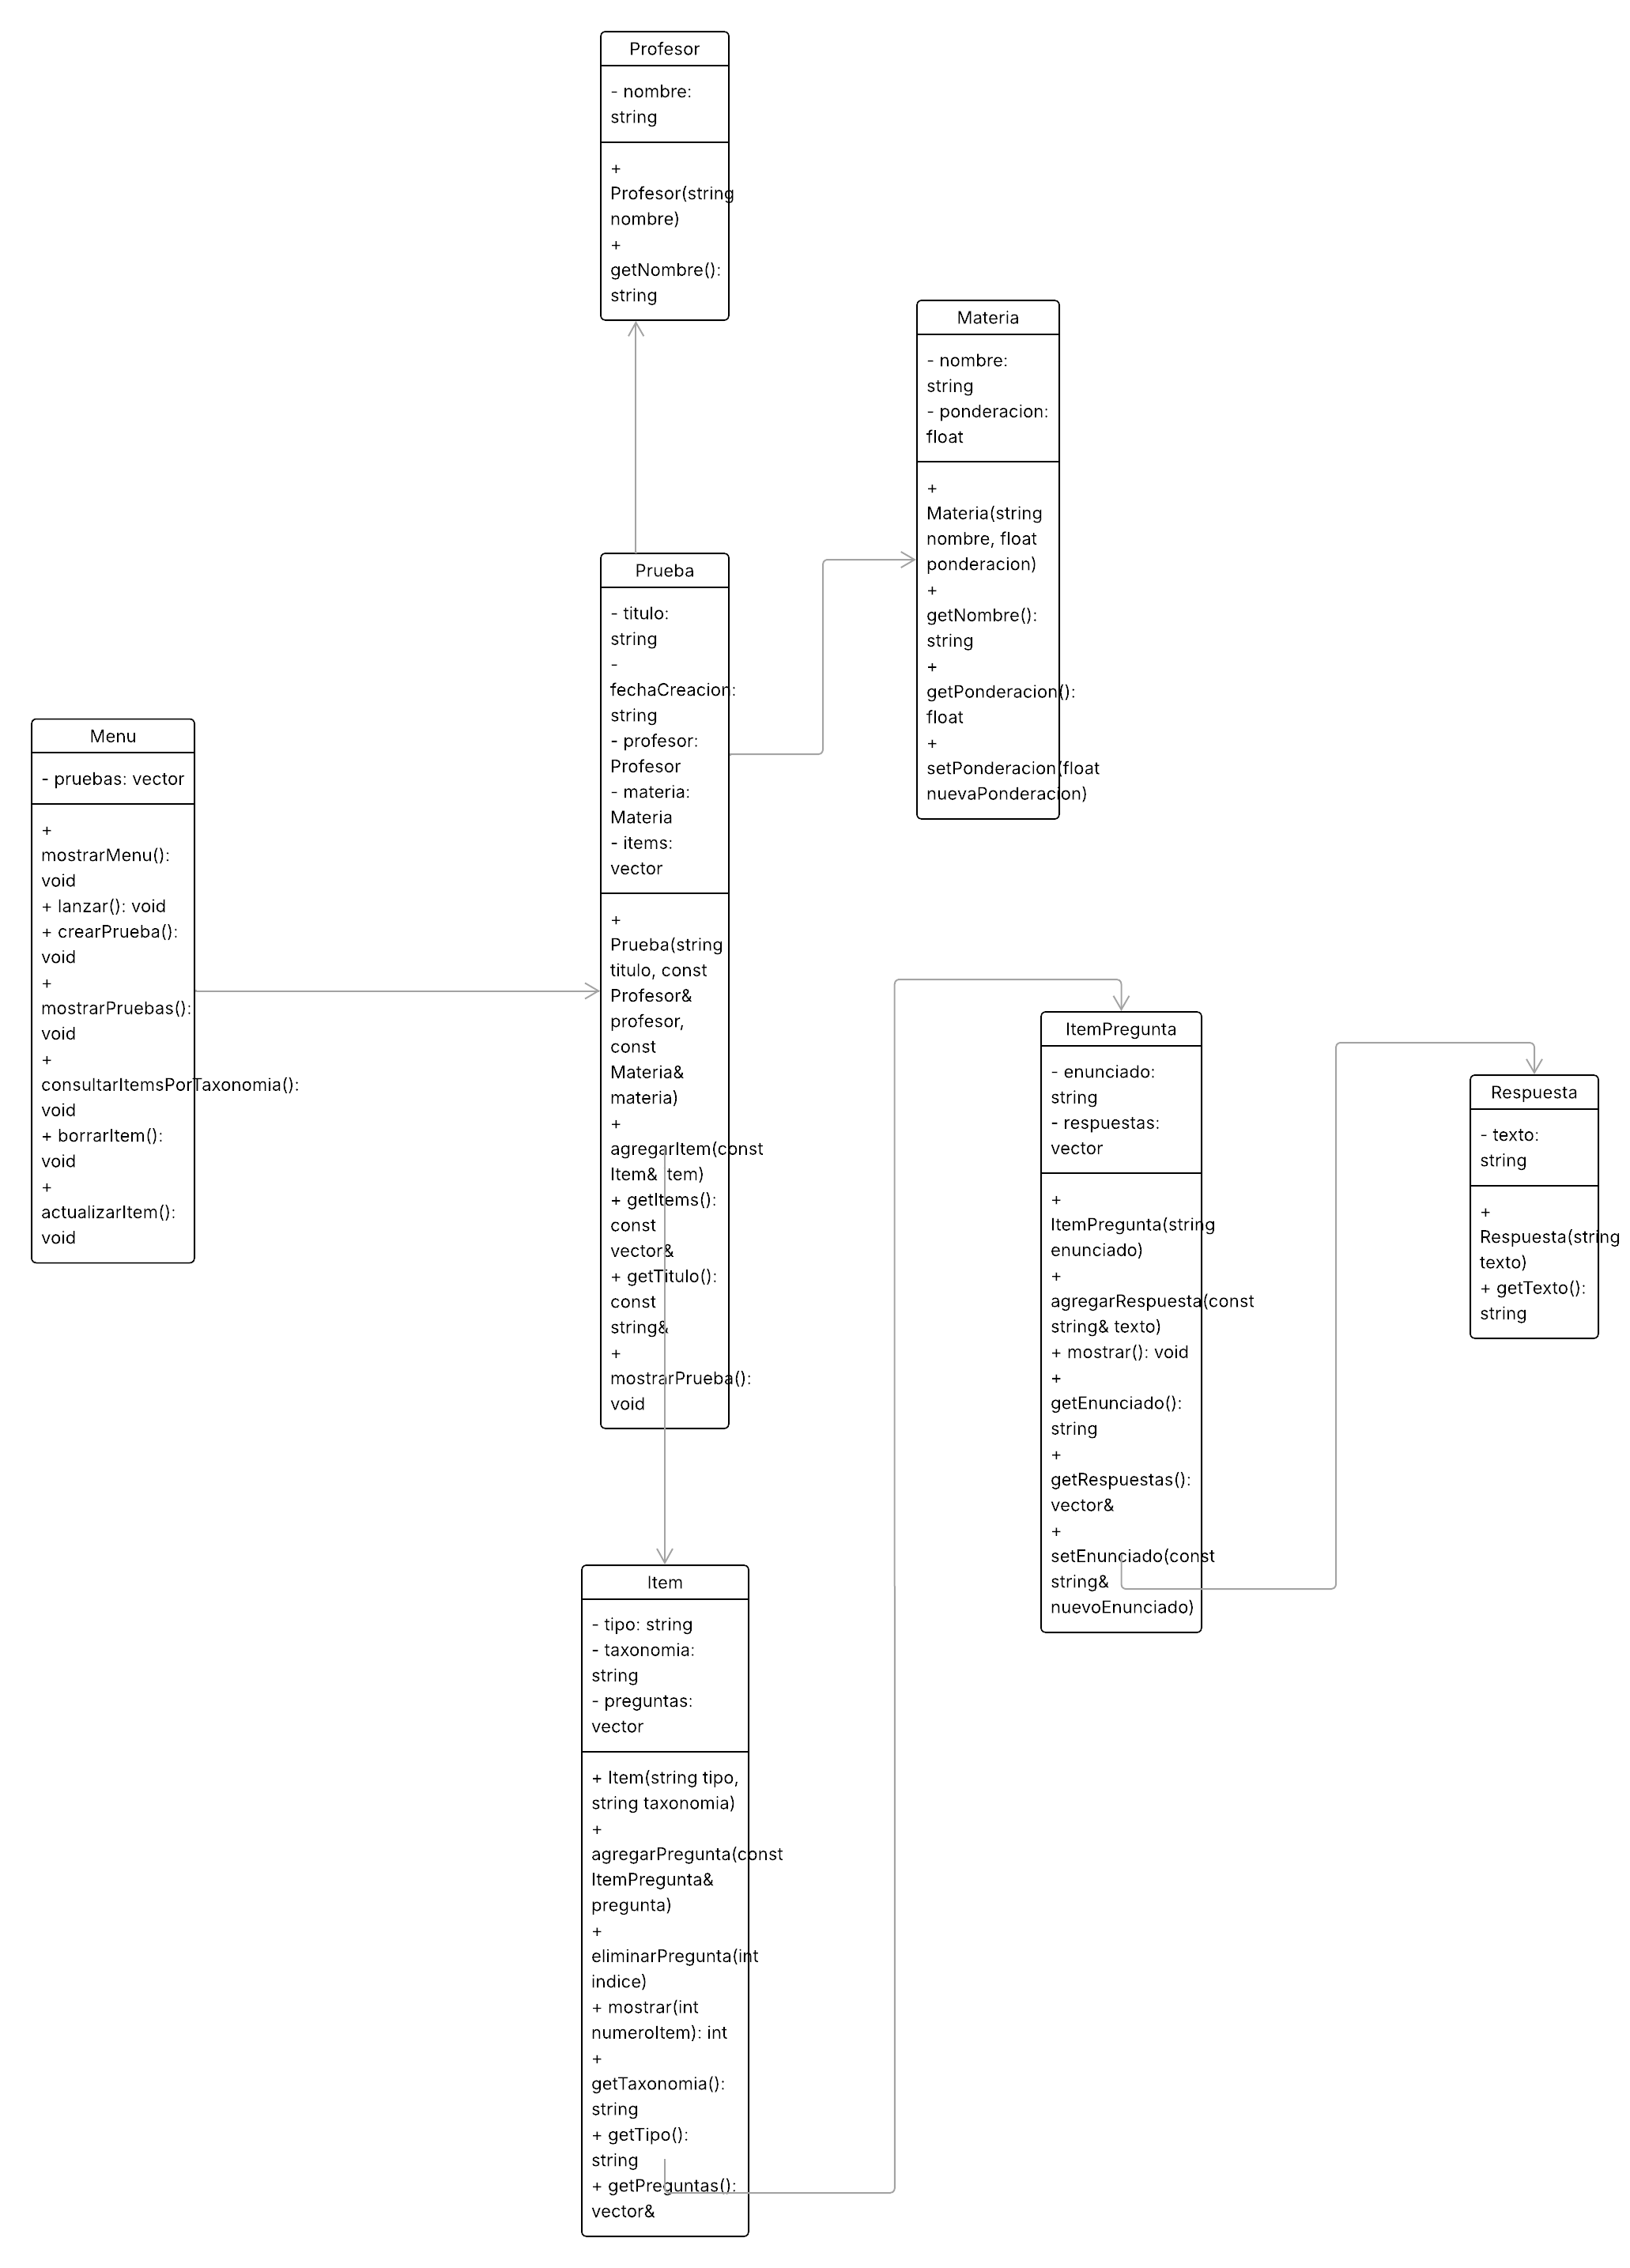 Profesor
- nombre:
string
+
Profesor(string
nombre)
+
getNombre():
string
Materia
- nombre:
string
- ponderacion:
float
+
Materia(string
nombre, float
ponderacion)
+
getNombre():
string
+
getPonderacion():
float
+
setPonderacion(float
nuevaPonderacion)
Prueba
- titulo:
string
-
fechaCreacion:
string
- profesor:
Profesor
- materia:
Materia
- items:
vector
+
Prueba(string
titulo, const
Profesor&
profesor,
const
Materia&
materia)
+
agregarItem(const
Item& item)
+ getItems():
const
vector&
+ getTitulo():
const
string&
+
mostrarPrueba():
void
Menu
- pruebas: vector
+
mostrarMenu():
void
+ lanzar(): void
+ crearPrueba():
void
+
mostrarPruebas():
void
+
consultarItemsPorTaxonomia():
void
+ borrarItem():
void
+
actualizarItem():
void
ItemPregunta
- enunciado:
string
- respuestas:
vector
+
ItemPregunta(string
enunciado)
+
agregarRespuesta(const
string& texto)
+ mostrar(): void
+
getEnunciado():
string
+
getRespuestas():
vector&
+
setEnunciado(const
string&
nuevoEnunciado)
Respuesta
- texto:
string
+
Respuesta(string
texto)
+ getTexto():
string
Item
- tipo: string
- taxonomia:
string
- preguntas:
vector
+ Item(string tipo,
string taxonomia)
+
agregarPregunta(const
ItemPregunta&
pregunta)
+
eliminarPregunta(int
indice)
+ mostrar(int
numeroItem): int
+
getTaxonomia():
string
+ getTipo():
string
+ getPreguntas():
vector&